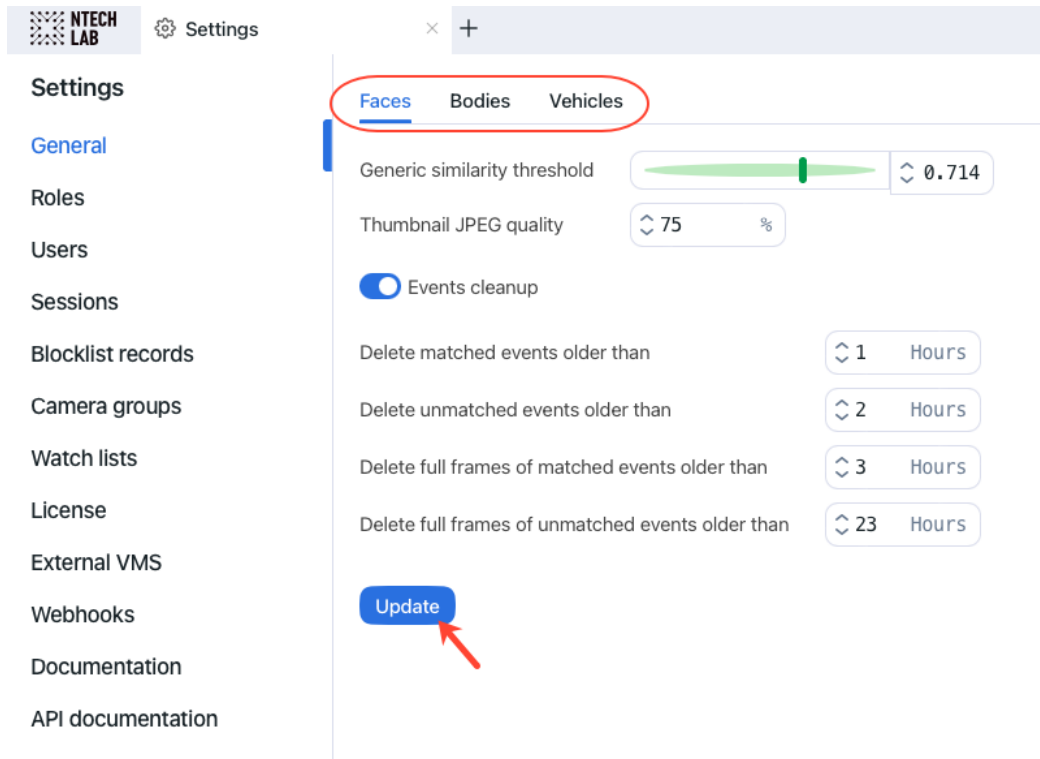 NTECH
LAB
Settings
Settings
General
Roles
Users
Sessions
Blocklist records
Camera groups
Watch lists
License
External VMS
Webhooks
Documentation
API documentation
Faces Bodies Vehicles
Generic similarity threshold 0.714
Thumbnail JPEG quality 75 %
Events cleanup
Delete matched events older than 1 Hours
Delete unmatched events older than 2 Hours
Delete full frames of matched events older than 3 Hours
Delete full frames of unmatched events older than 23 Hours
Update